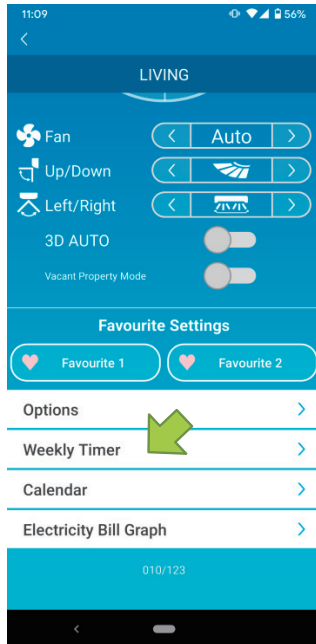 11:09
56%
LIVING
Fan
Auto
Up/Down
Left/Right
3D AUTO
Vacant Property Mode
Favourite Settings
Favourite 1
Favourite 2
Options
Weekly Timer
Calendar
Electricity Bill Graph
010/123